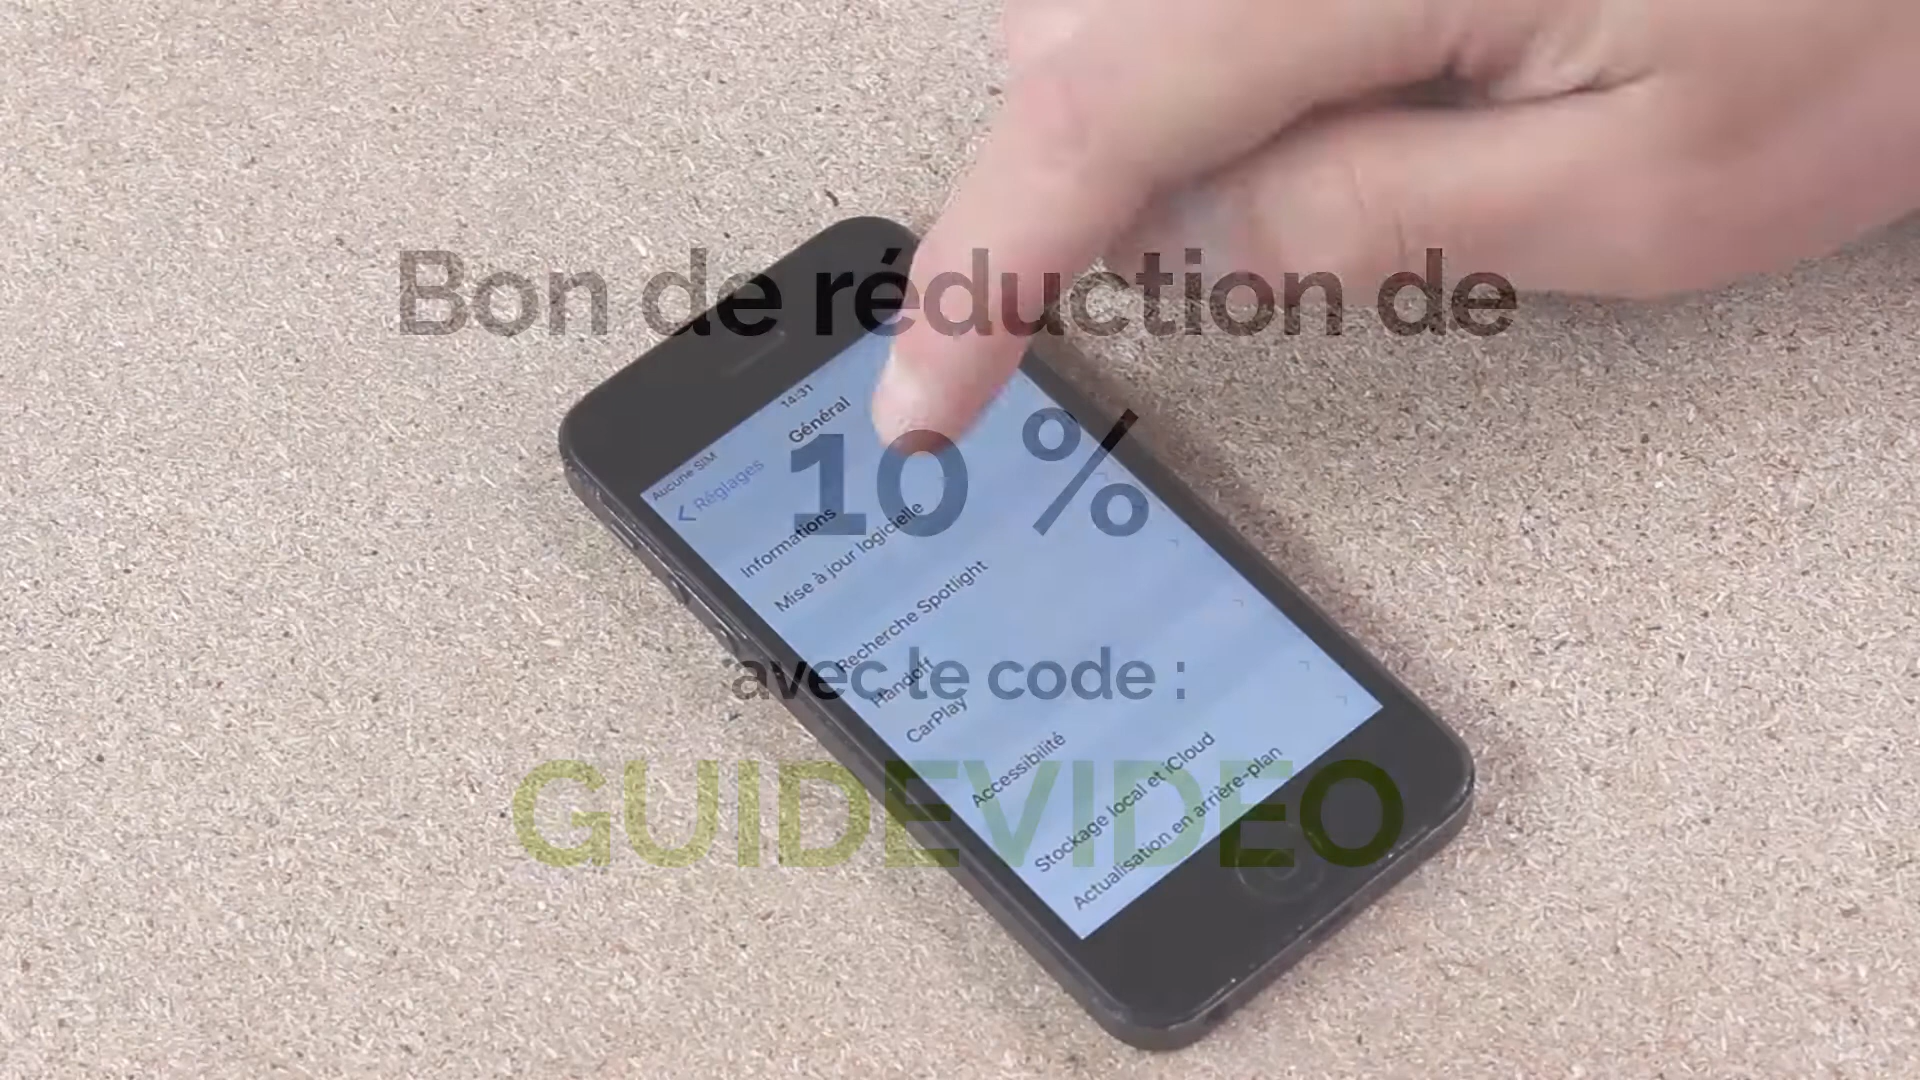 Bon de réduction de
10 %
avec le code :
GUIDEVIDEO
Aucune SIM
14:31
Réglages
Général
Informations
Mise à jour logicielle
Recherche Spotlight
Handoff
CarPlay
Accessibilité
Stockage local et iCloud
Actualisation en arrière-plan